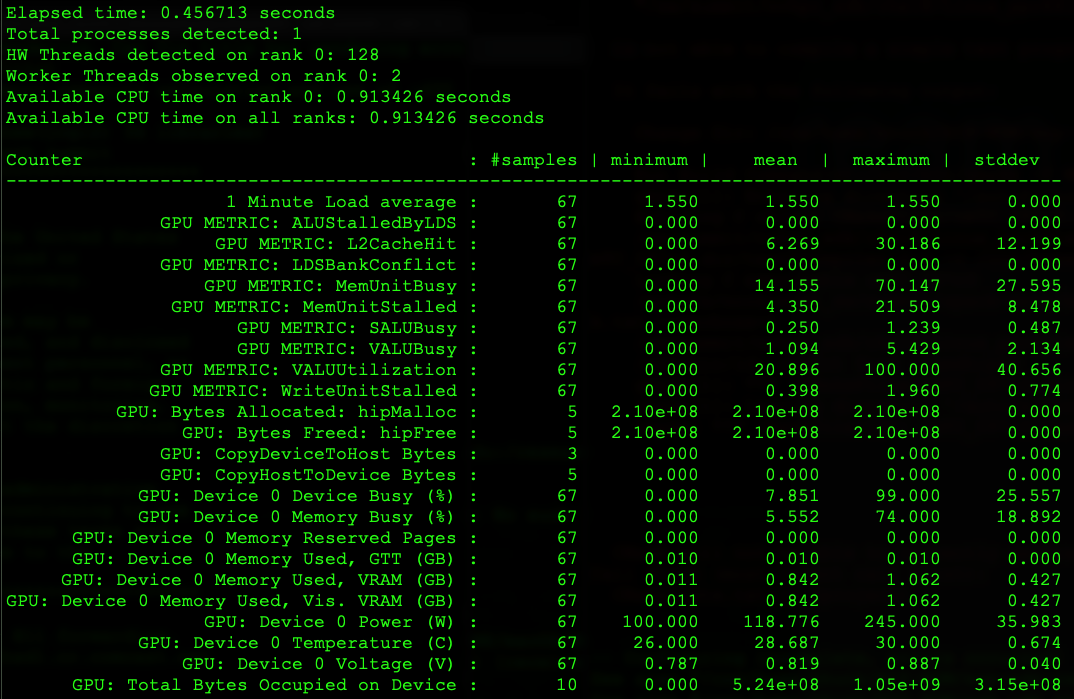 Elapsed time: 0.456713 seconds
Total processes detected: 1
HW Threads detected on rank 0: 128
Worker Threads observed on rank 0: 2
Available CPU time on rank 0: 0.913426 seconds
Available CPU time on all ranks: 0.913426 seconds
Counter : #samples | minimum | mean | maximum | stddev
------------------------------------------------------------------------------------------------
1 Minute Load average : 67 1.550 1.550 1.550 0.000
GPU METRIC: ALUStalledByLDS : 67 0.000 0.000 0.000 0.000
GPU METRIC: L2CacheHit : 67 0.000 6.269 30.186 12.199
GPU METRIC: LDSBankConflict : 67 0.000 0.000 0.000 0.000
GPU METRIC: MemUnitBusy : 67 0.000 14.155 70.147 27.595
GPU METRIC: MemUnitStalled : 67 0.000 4.350 21.509 8.478
GPU METRIC: SALUBusy : 67 0.000 0.250 1.239 0.487
GPU METRIC: VALUBusy : 67 0.000 1.094 5.429 2.134
GPU METRIC: VALUUtilization : 67 0.000 20.896 100.000 40.656
GPU METRIC: WriteUnitStalled : 67 0.000 0.398 1.960 0.774
GPU: Bytes Allocated: hipMalloc : 5 2.10e+08 2.10e+08 2.10e+08 0.000
GPU: Bytes Freed: hipFree : 5 2.10e+08 2.10e+08 2.10e+08 0.000
GPU: CopyDeviceToHost Bytes : 3 0.000 0.000 0.000 0.000
GPU: CopyHostToDevice Bytes : 5 0.000 0.000 0.000 0.000
GPU: Device 0 Device Busy (%) : 67 0.000 7.851 99.000 25.557
GPU: Device 0 Memory Busy (%) : 67 0.000 5.552 74.000 18.892
GPU: Device 0 Memory Reserved Pages : 67 0.000 0.000 0.000 0.000
GPU: Device 0 Memory Used, GTT (GB) : 67 0.010 0.010 0.010 0.000
GPU: Device 0 Memory Used, VRAM (GB) : 67 0.011 0.842 1.062 0.427
GPU: Device 0 Memory Used, Vis. VRAM (GB) : 67 0.011 0.842 1.062 0.427
GPU: Device 0 Power (W) : 67 100.000 118.776 245.000 35.983
GPU: Device 0 Temperature (C) : 67 26.000 28.687 30.000 0.674
GPU: Device 0 Voltage (V) : 67 0.787 0.819 0.887 0.040
GPU: Total Bytes Occupied on Device : 10 0.000 5.24e+08 1.05e+09 3.15e+08